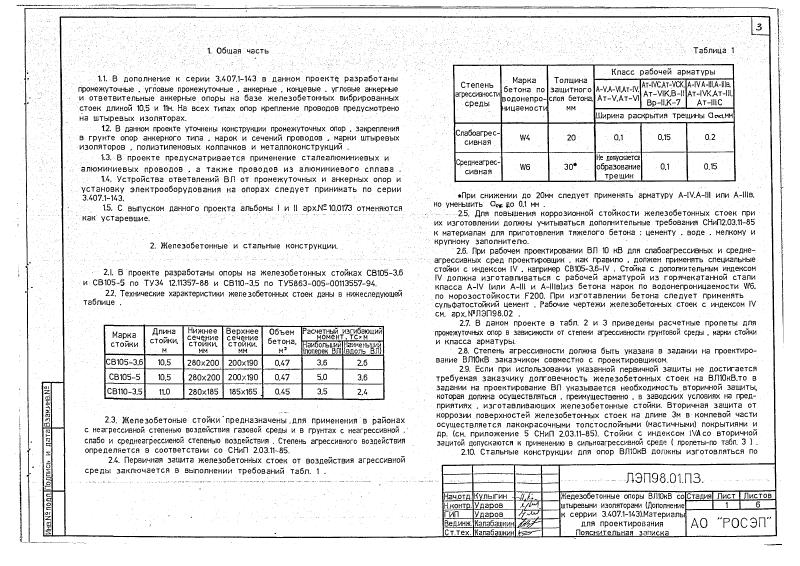 3
1. Общая часть
1.1. В дополнение к серии 3.407.1-143 в данном проекте разработаны
промежуточные , угловые промежуточные , анкерные , концевые , угловые анкерные
и ответвительные анкерные опоры на базе железобетонных вибрированных
стоек длиной 10,5 и 11м. На всех типах опор крепление проводов предусмотрено
на штыревых изоляторах.
1.2. В данном проекте уточнены конструкции промежуточных опор , закрепления
в грунте опор анкерного типа , марок и сечений проводов , марки штыревых
изоляторов , полиэтиленовых колпачков и металлоконструкций .
1.3. В проекте предусматривается применение сталеалюминиевых и
алюминиевых проводов , а также проводов из алюминиевого сплава .
1.4. Устройства ответвлений ВЛ от промежуточных и анкерных опор и
установку электрооборудования на опорах следует принимать по серии
3.407.1-143.
1.5. С выпуском данного проекта альбомы I и II арх.№ 10.0173 отменяются
как устаревшие.
2. Железобетонные и стальные конструкции.
2.1. В проекте разработаны опоры на железобетонных стойках СВ105-3,6
и СВ105-5 по ТУ34 12.11357-88 и СВ110-3,5 по ТУ5863-005-00113557-94.
2.2. Технические характеристики железобетонных стоек даны в нижеследующей
таблице .
Марка стойки
Длина стойки, м
Нижнее сечение стойки, мм
Верхнее сечение стойки, мм
Объем бетона, м³
Расчетный изгибающий момент , тс×м
Наибольший (поперек ВЛ)
Наименьший (вдоль ВЛ)
СВ105-3,6 10,5 280×200 200×190 0,47 3,6 2,6
СВ105-5 10,5 280×200 200×190 0,47 5,0 3,6
СВ110-3,5 11,0 280×185 185×165 0.45 3,5 2,4
2.3. Железобетоные стойки предназначены для применения в районах
с неагрессивной степенью воздействия газовой среды и в грунтах с неагрессивной ,
слабо и среднеагрессивной степенью воздействия . Степень агрессивного воздействия
определяется в соответствии со СНиП 2.03.11-85.
2.4. Первичная защита железобетонных стоек от воздействия агрессивной
среды заключается в выполнении требований табл. 1 .
Таблица 1
Степень агрессивности среды
Марка бетона по водонепроницаемости
Толщина защитного слоя бетона, мм
Класс рабочей арматуры
А-V,А-VI,Ат-IV, Ат-V,Ат-VI
Ат-IVС,Ат-VСК, Ат-VIК,В-II, Вр-II,К-7
А-IV А-III,А-IIIв, Ат-IVК,Ат-III, Ат-IIIС
Ширина раскрытия трещины
Слабоагрессивная W4 20 0,1 0,15 0.2
Среднеагрессивная W6 30* Не допускается образование трещин 0,1 0,15
*При снижении до 20мм следует применять арматуру А-IV,А-III или А-IIIв,
но уменьшить до 0,1 мм .
2.5. Для повышения коррозионной стойкости железобетонных стоек при
их изготовлении должны учитываться дополнительные требования СНиП2.03.11-85
к материалам для приготовления тяжелого бетона : цементу , воде , мелкому и
крупному заполнителю.
2.6. При рабочем проектировании ВЛ 10 кВ для слабоагрессивных и средне-
агрессивных сред проектировщик , как правило , должен применять специальные
стойки с индексом IV , например СВ105-3,6-IV . Стойка с дополнительным индексом
IV должна изготавливаться с рабочей арматурой из горячекатанной стали
класса А-IV (или А-III и А-IIIв),из бетона марок по водонепроницаемости W6,
по морозостойкости F200. При изготовлении бетона следует применять
сульфатостойкий цемент . Рабочие чертежи железобетонных стоек с индексом IV
см. арх.№ЛЭП98.02 .
2.7. В даном проекте в табл. 2 и 3 приведены расчетные пролеты для
промежуточных опор в зависимости от степени агрессивности грунтовой среды , марки стойки
и класса арматуры.
2.8. Степень агрессивности должна быть указана в задании на проектиро-
вание ВЛ10кВ заказчиком совместно с проектировщиком.
2.9. Если при использовании указанной первичной защиты не достигается
требуемая заказчику долговечность железобетонных стоек на ВЛ10кВ,то в
задании на проектирование ВЛ указывается необходимость вторичной защиты,
которая должна осуществляться , преимущественно , в заводских условиях на пред-
приятиях , изготавливающих железобетонные стойки. Вторичная защита от
коррозии поверхностей железобетонных стоек на длине 3м в комлевой части
осуществляется лакокрасочными толстослойными (мастичными) покрытиями и
др. (см. приложение 5 СНиП 2.03.11-85). Стойки с индексом IVА со вторичной
защитой допускаются к применению в сильноагрессивной среде ( пролеты-по табл. 3 ) .
2.10. Стальные конструкции для опор ВЛ10кВ должны изготовляться по
ЛЭП98.01.ПЗ.
Нач.отд. Кулыгин
Н.контр. Ударов
ГИП Ударов
Вед.инж. Калабашкин
Ст.тех. Калабашкин
Железобетонные опоры ВЛ10кВ со
штыревыми изоляторами (Дополнение
к серрии 3.407.1-143).Материалы
для проектирования
Пояснительная записка
Стадия Лист Листов
1 6
АО "РОСЭП"
Инв.№ подл. Подпись и дата Взам.инв.№